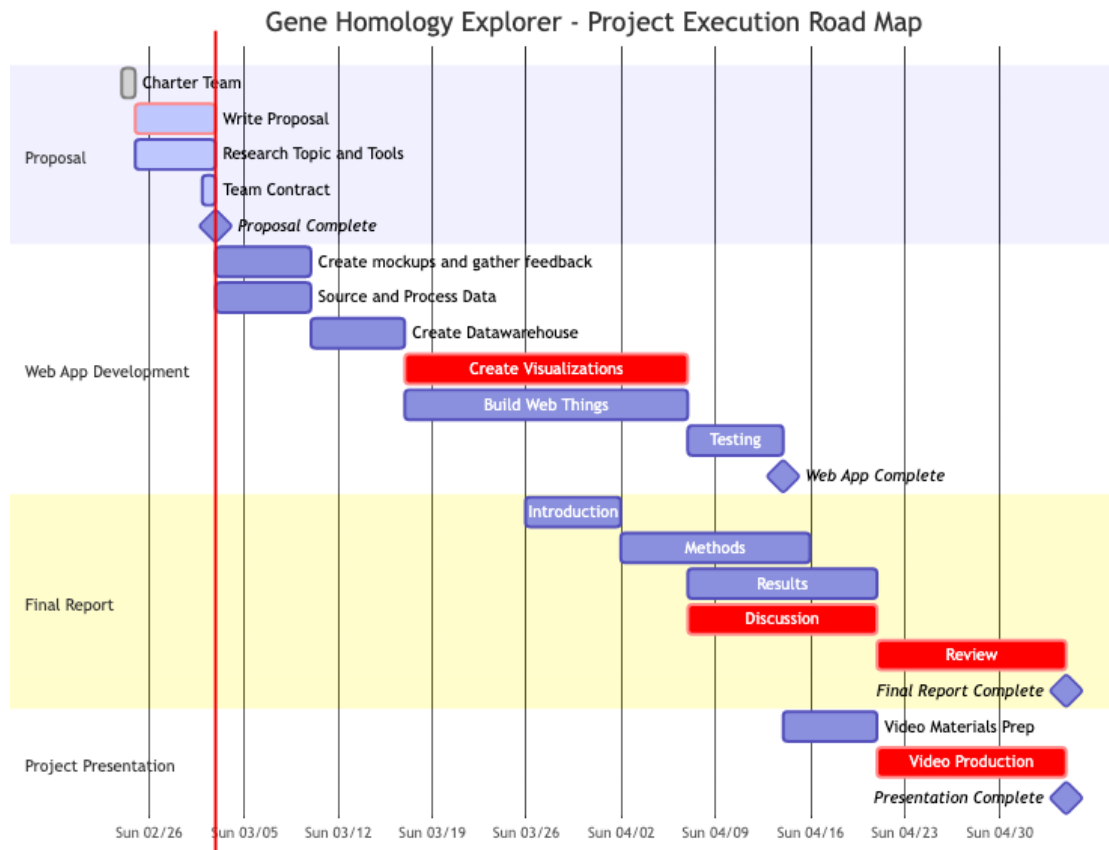 Gene Homology Explorer - Project Execution Road Map
Charter Team
Write Proposal
Proposal
Research Topic and Tools
Team Contract
Proposal Complete
Create mockups and gather feedback
Source and Process Data
Create Datawarehouse
Web App Development
Create Visualizations
Build Web Things
Testing
Web App Complete
Introduction
Methods
Results
Final Report
Discussion
Review
Final Report Complete
Video Materials Prep
Project Presentation
Video Production
Presentation Complete
Sun 02/26 Sun 03/05 Sun 03/12 Sun 03/19 Sun 03/26 Sun 04/02 Sun 04/09 Sun 04/16 Sun 04/23 Sun 04/30